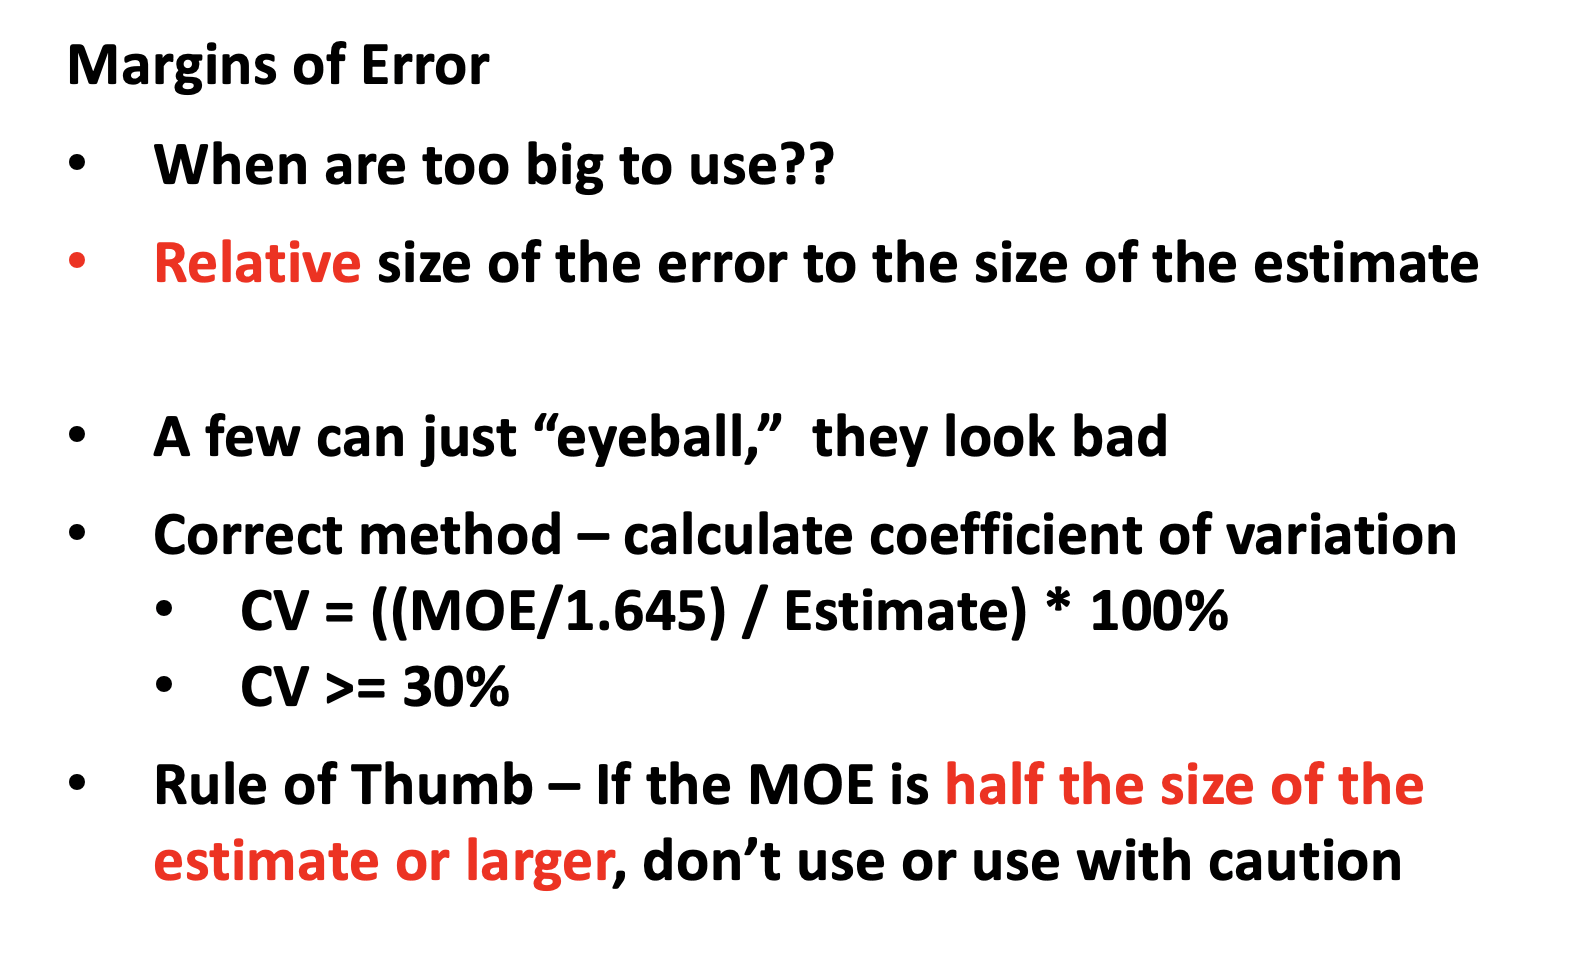 Margins of Error
• When are too big to use??
• Relative size of the error to the size of the estimate
• A few can just “eyeball,”  they look bad
• Correct method – calculate coefficient of variation
• CV = ((MOE/1.645) / Estimate) * 100%
• CV >= 30%
• Rule of Thumb – If the MOE is half the size of the
estimate or larger, don’t use or use with caution